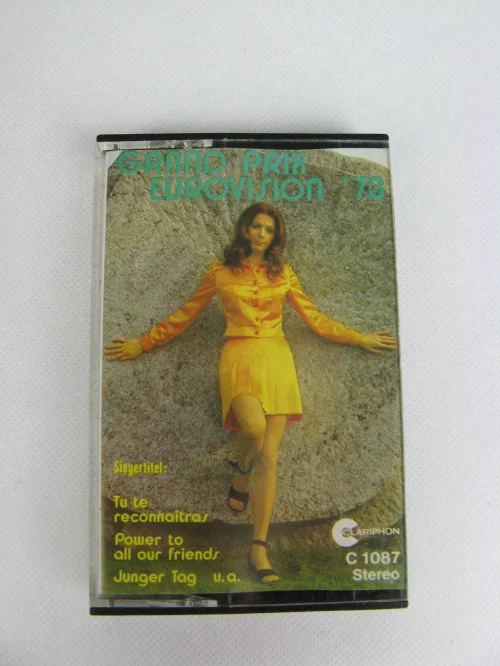 GRAND PRIX
EUROVISION '73
Siegertitel:
Tu te
reconnaîtras
Power to
all our friends
Junger Tag u.a.
CLARIPHON
C 1087
Stereo